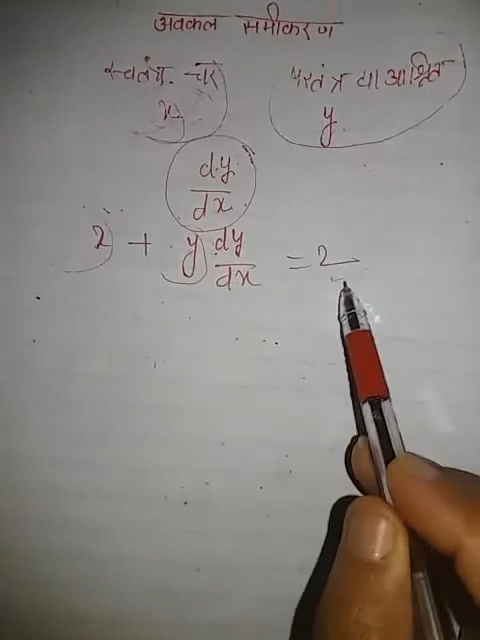 अवकल समीकरण
स्वतंत्र. चर परतंत्र या आश्रित
x y.
dy/dx
x + y dy/dx = 2